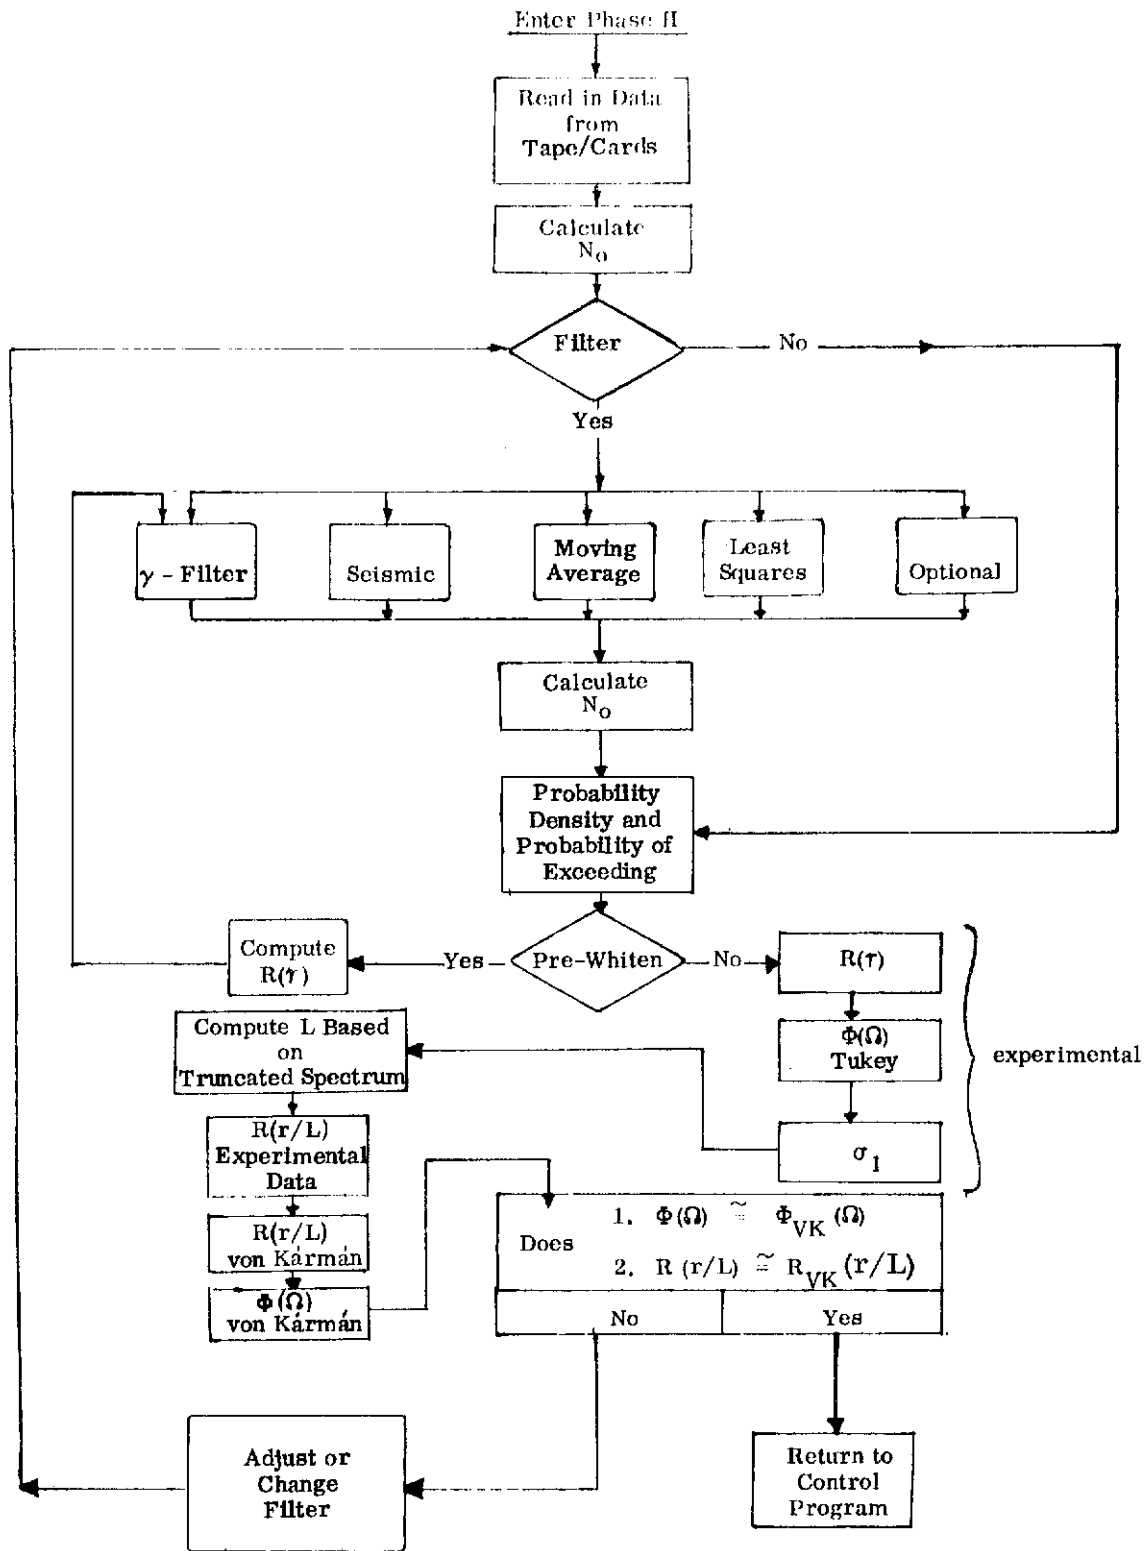 Enter Phase II
Read in Data
from
Tape/Cards
Calculate
N₀
Filter
No
Yes
γ - Filter
Seismic
Moving
Average
Least
Squares
Optional
Calculate
N₀
Probability
Density and
Probability of
Exceeding
Compute
R(τ)
Yes
Pre-Whiten
No
R(τ)
Φ(Ω)
Tukey
σ₁
experimental
Compute L Based
on
Truncated Spectrum
R(r/L)
Experimental
Data
R(r/L)
von Kármán
Φ(Ω)
von Kármán
Does
1. Φ(Ω) ≅ Φ_VK (Ω)
2. R (r/L) ≅ R_VK (r/L)
No
Yes
Adjust or
Change
Filter
Return to
Control
Program